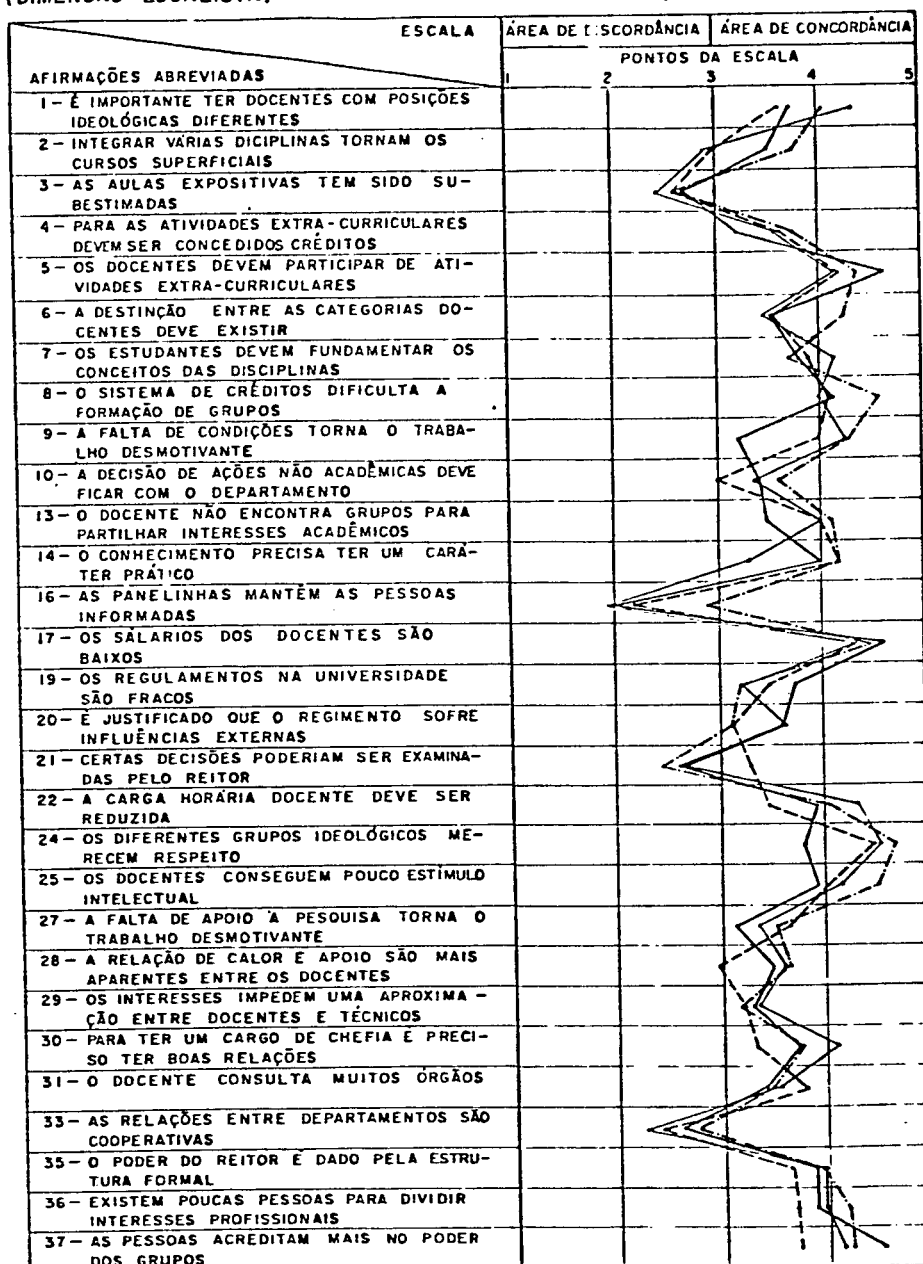 ESCALA
ÁREA DE DISCORDÂNCIA
ÁREA DE CONCORDÂNCIA
PONTOS DA ESCALA
AFIRMAÇÕES ABREVIADAS
1 2 3 4 5
1 - É IMPORTANTE TER DOCENTES COM POSIÇÕES
IDEOLÓGICAS DIFERENTES
2 - INTEGRAR VÁRIAS DICIPLINAS TORNAM OS
CURSOS SUPERFICIAIS
3 - AS AULAS EXPOSITIVAS TEM SIDO SU-
BESTIMADAS
4 - PARA AS ATIVIDADES EXTRA-CURRICULARES
DEVEM SER CONCEDIDOS CRÉDITOS
5 - OS DOCENTES DEVEM PARTICIPAR DE ATI-
VIDADES EXTRA-CURRICULARES
6 - A DESTINÇÃO ENTRE AS CATEGORIAS DO-
CENTES DEVE EXISTIR
7 - OS ESTUDANTES DEVEM FUNDAMENTAR OS
CONCEITOS DAS DISCIPLINAS
8 - O SISTEMA DE CRÉDITOS DIFICULTA A
FORMAÇÃO DE GRUPOS
9 - A FALTA DE CONDIÇÕES TORNA O TRABA-
LHO DESMOTIVANTE
10 - A DECISÃO DE AÇÕES NÃO ACADÊMICAS DEVE
FICAR COM O DEPARTAMENTO
13 - O DOCENTE NÃO ENCONTRA GRUPOS PARA
PARTILHAR INTERESSES ACADÊMICOS
14 - O CONHECIMENTO PRECISA TER UM CARÁ-
TER PRÁTICO
16 - AS PANELINHAS MANTÉM AS PESSOAS
INFORMADAS
17 - OS SALARIOS DOS DOCENTES SÃO
BAIXOS
19 - OS REGULAMENTOS NA UNIVERSIDADE
SÃO FRACOS
20 - É JUSTIFICADO QUE O REGIMENTO SOFRE
INFLUÊNCIAS EXTERNAS
21 - CERTAS DECISÕES PODERIAM SER EXAMINA-
DAS PELO REITOR
22 - A CARGA HORÁRIA DOCENTE DEVE SER
REDUZIDA
24 - OS DIFERENTES GRUPOS IDEOLÓGICOS ME-
RECEM RESPEITO
25 - OS DOCENTES CONSEGUEM POUCO ESTÍMULO
INTELECTUAL
27 - A FALTA DE APOIO À PESQUISA TORNA O
TRABALHO DESMOTIVANTE
28 - A RELAÇÃO DE CALOR E APOIO SÃO MAIS
APARENTES ENTRE OS DOCENTES
29 - OS INTERESSES IMPEDEM UMA APROXIMA-
ÇÃO ENTRE DOCENTES E TÉCNICOS
30 - PARA TER UM CARGO DE CHEFIA É PRECI-
SO TER BOAS RELAÇÕES
31 - O DOCENTE CONSULTA MUITOS ÓRGÃOS
33 - AS RELAÇÕES ENTRE DEPARTAMENTOS SÃO
COOPERATIVAS
35 - O PODER DO REITOR É DADO PELA ESTRU-
TURA FORMAL
36 - EXISTEM POUCAS PESSOAS PARA DIVIDIR
INTERESSES PROFISSIONAIS
37 - AS PESSOAS ACREDITAM MAIS NO PODER
DOS GRUPOS